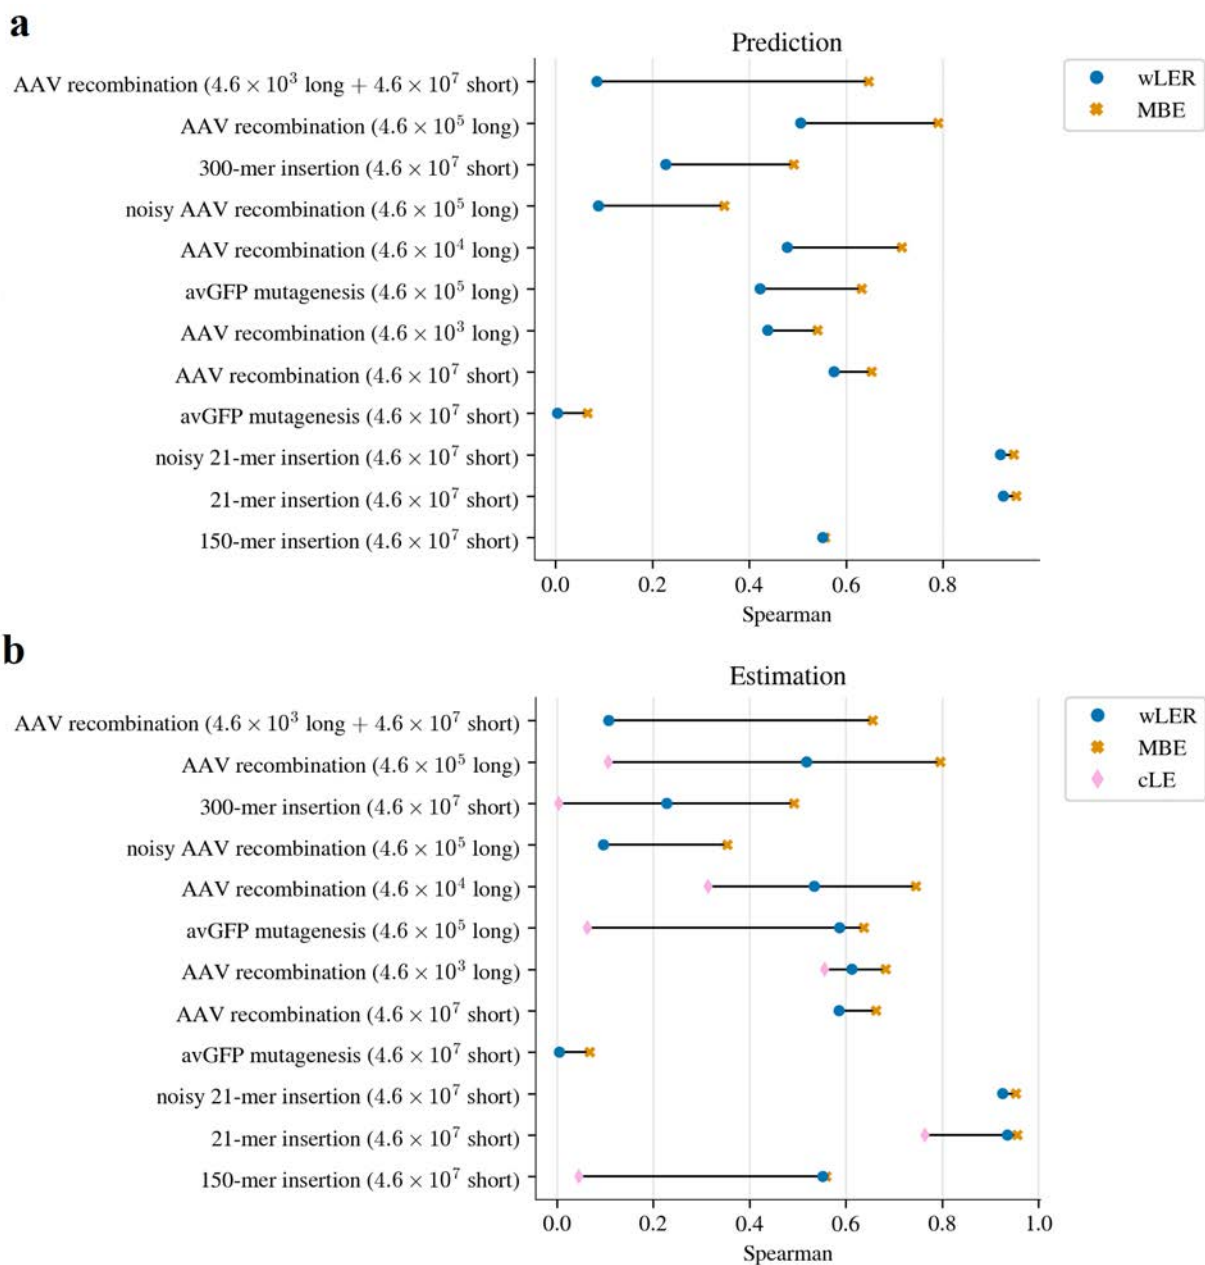 a
Prediction
wLER
MBE
AAV recombination (4.6 × 10³ long + 4.6 × 10⁷ short)
AAV recombination (4.6 × 10⁵ long)
300-mer insertion (4.6 × 10⁷ short)
noisy AAV recombination (4.6 × 10⁵ long)
AAV recombination (4.6 × 10⁴ long)
avGFP mutagenesis (4.6 × 10⁵ long)
AAV recombination (4.6 × 10³ long)
AAV recombination (4.6 × 10⁷ short)
avGFP mutagenesis (4.6 × 10⁷ short)
noisy 21-mer insertion (4.6 × 10⁷ short)
21-mer insertion (4.6 × 10⁷ short)
150-mer insertion (4.6 × 10⁷ short)
0.0 0.2 0.4 0.6 0.8
Spearman
b
Estimation
wLER
MBE
cLE
AAV recombination (4.6 × 10³ long + 4.6 × 10⁷ short)
AAV recombination (4.6 × 10⁵ long)
300-mer insertion (4.6 × 10⁷ short)
noisy AAV recombination (4.6 × 10⁵ long)
AAV recombination (4.6 × 10⁴ long)
avGFP mutagenesis (4.6 × 10⁵ long)
AAV recombination (4.6 × 10³ long)
AAV recombination (4.6 × 10⁷ short)
avGFP mutagenesis (4.6 × 10⁷ short)
noisy 21-mer insertion (4.6 × 10⁷ short)
21-mer insertion (4.6 × 10⁷ short)
150-mer insertion (4.6 × 10⁷ short)
0.0 0.2 0.4 0.6 0.8 1.0
Spearman